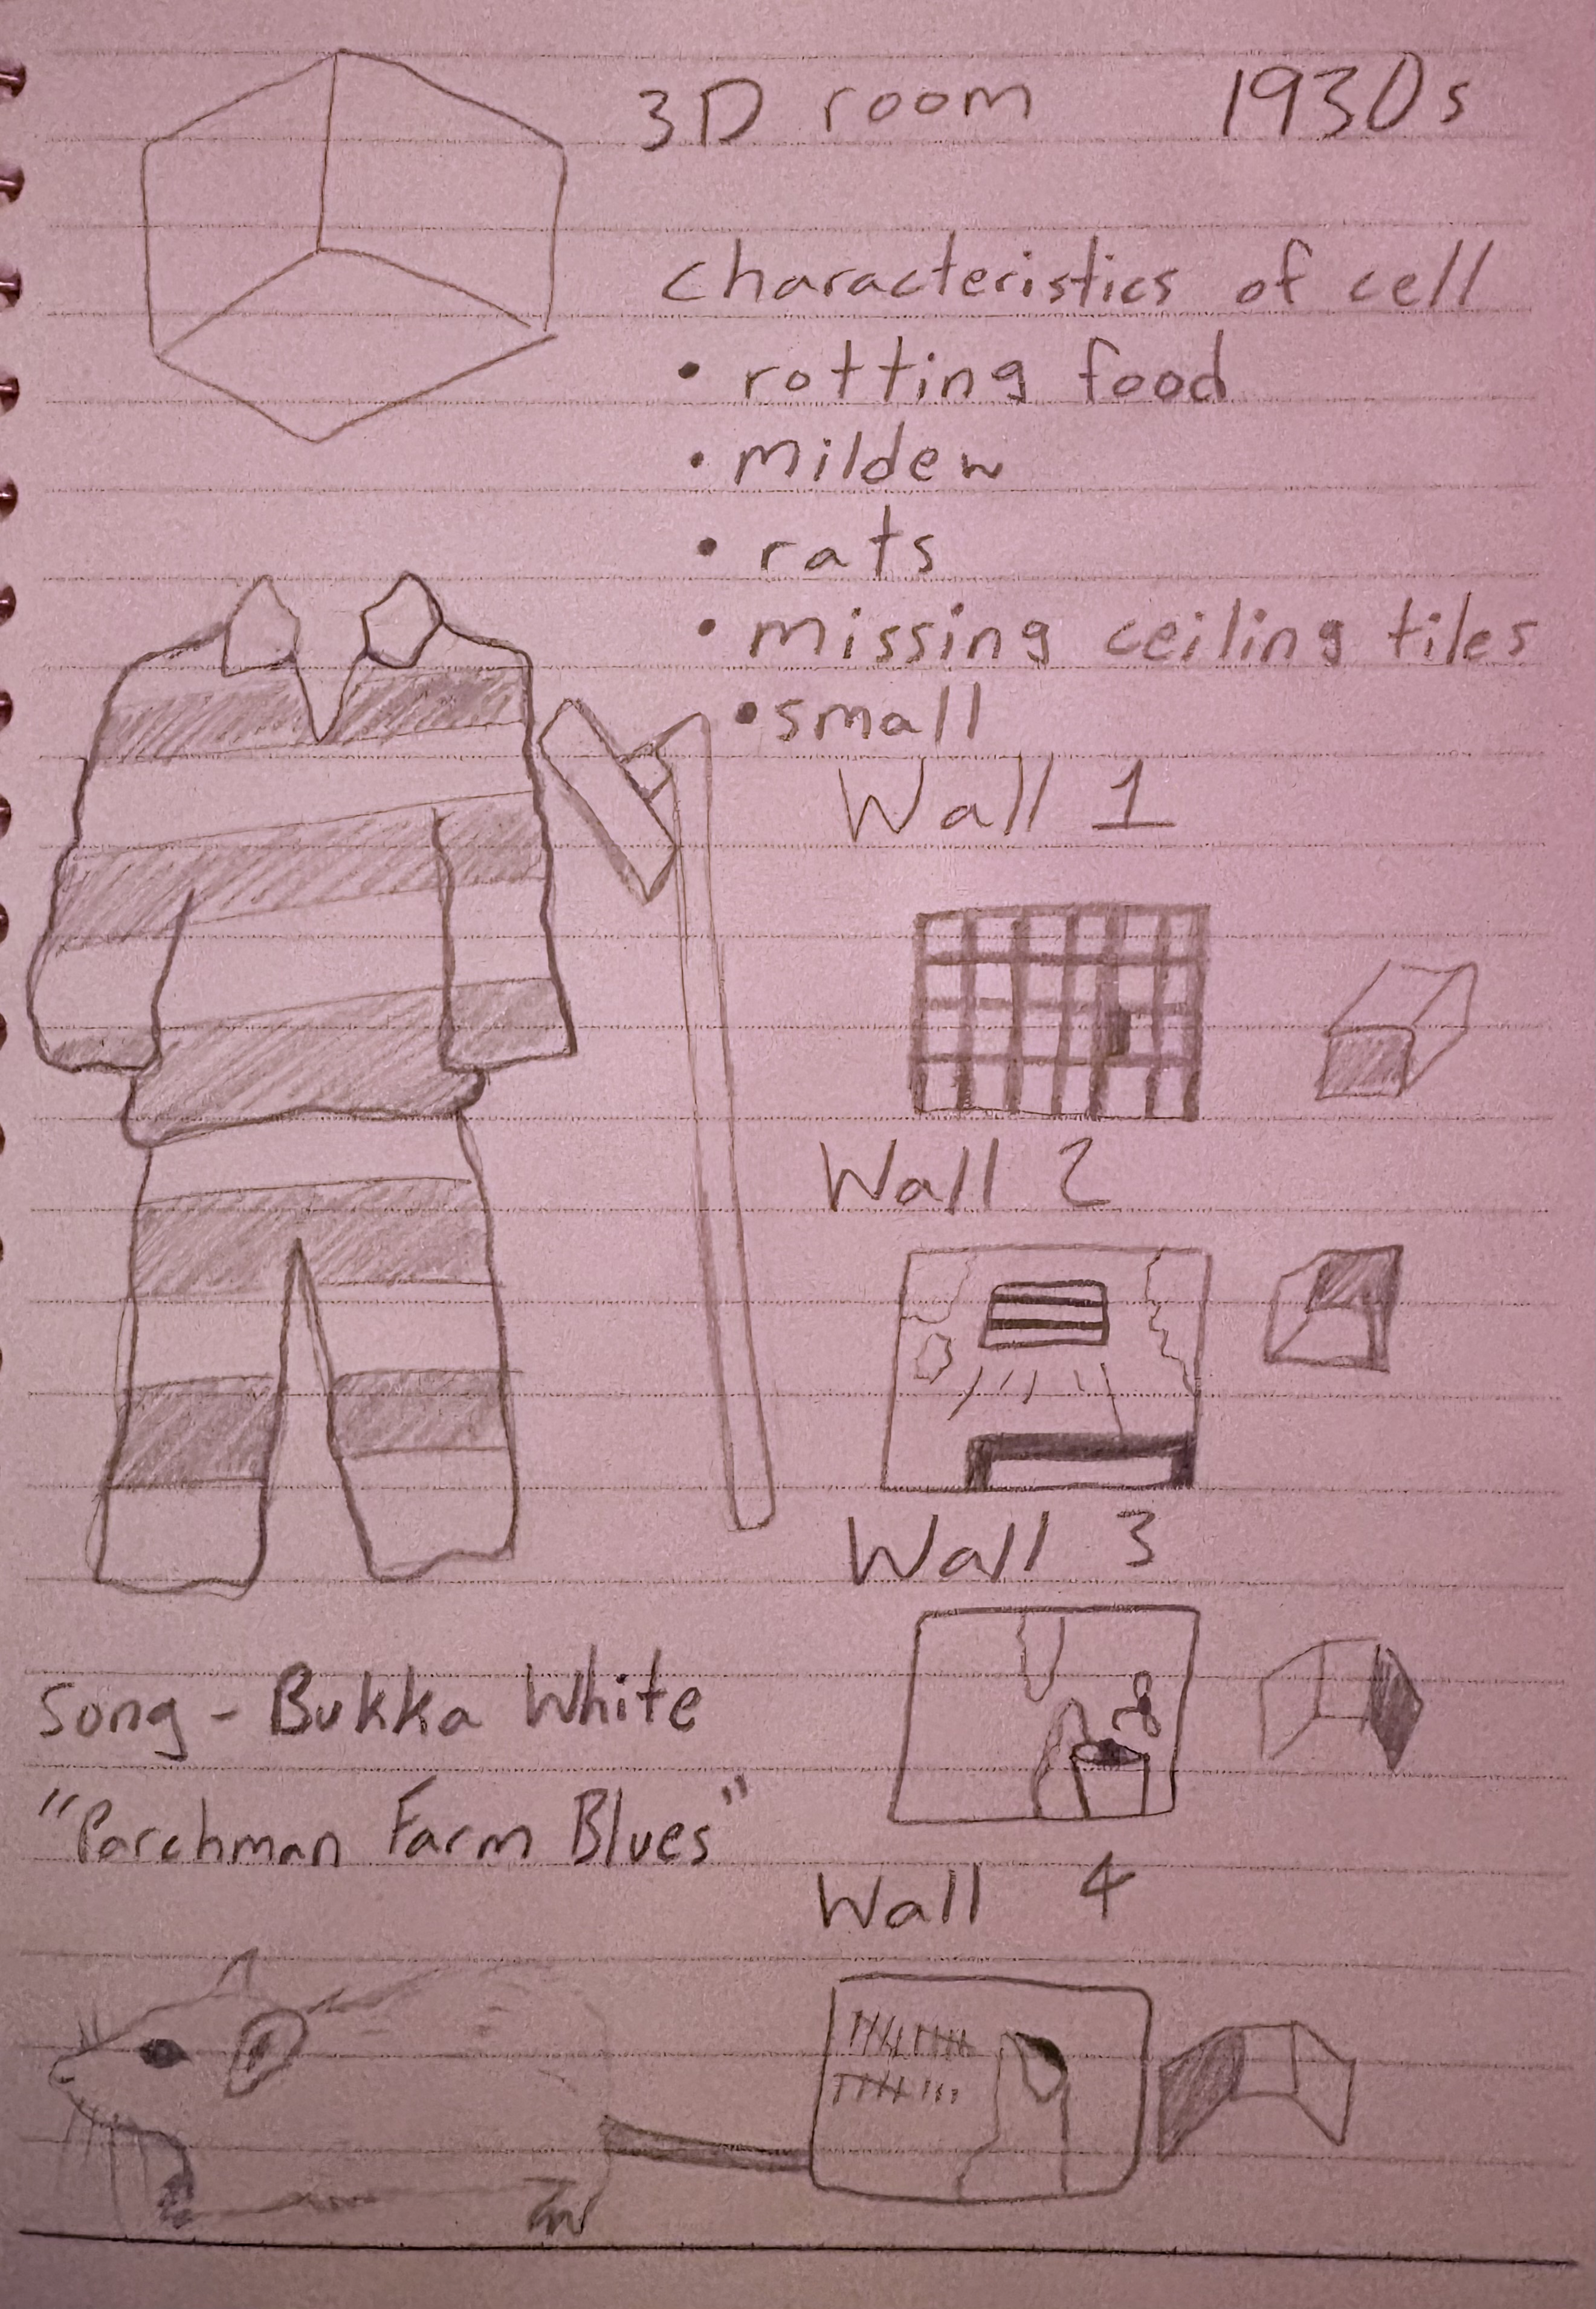 3D room 1930s
characteristics of cell
• rotting food
• mildew
• rats
• missing ceiling tiles
• small
Wall 1
Wall 2
Wall 3
Song - Bukka White
"Parchman Farm Blues"
Wall 4